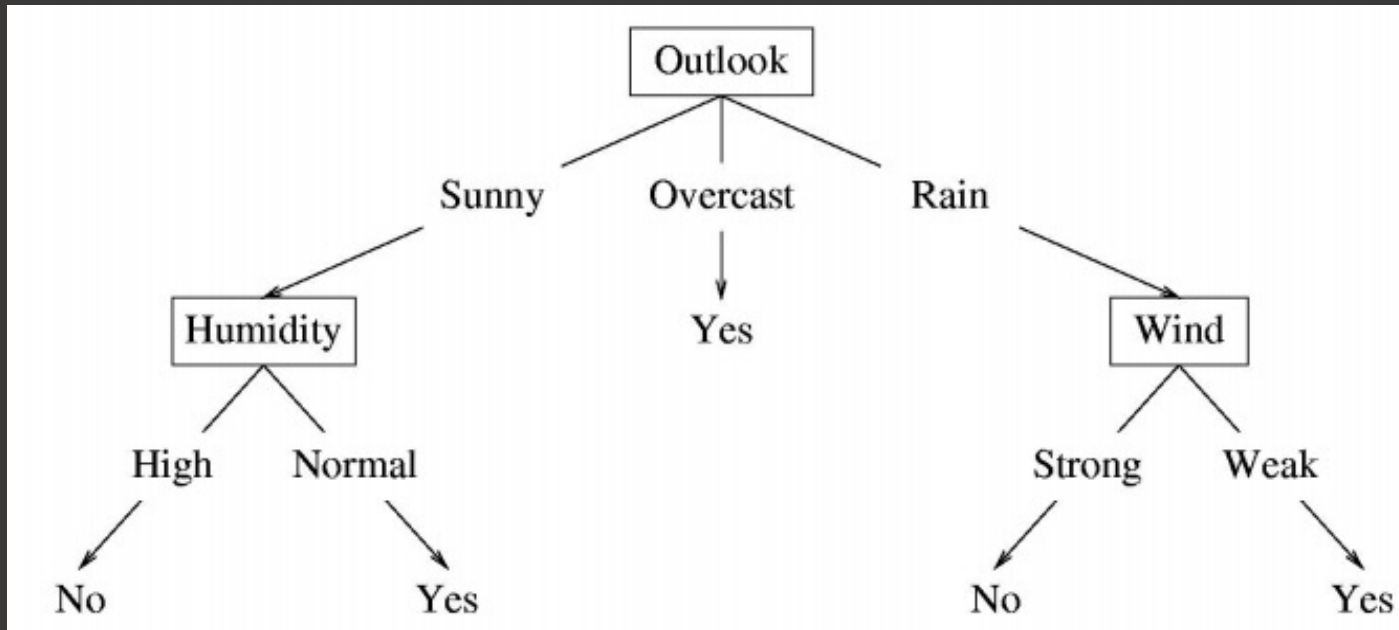 Outlook
Sunny Overcast Rain
Humidity Yes Wind
High Normal Strong Weak
No Yes No Yes